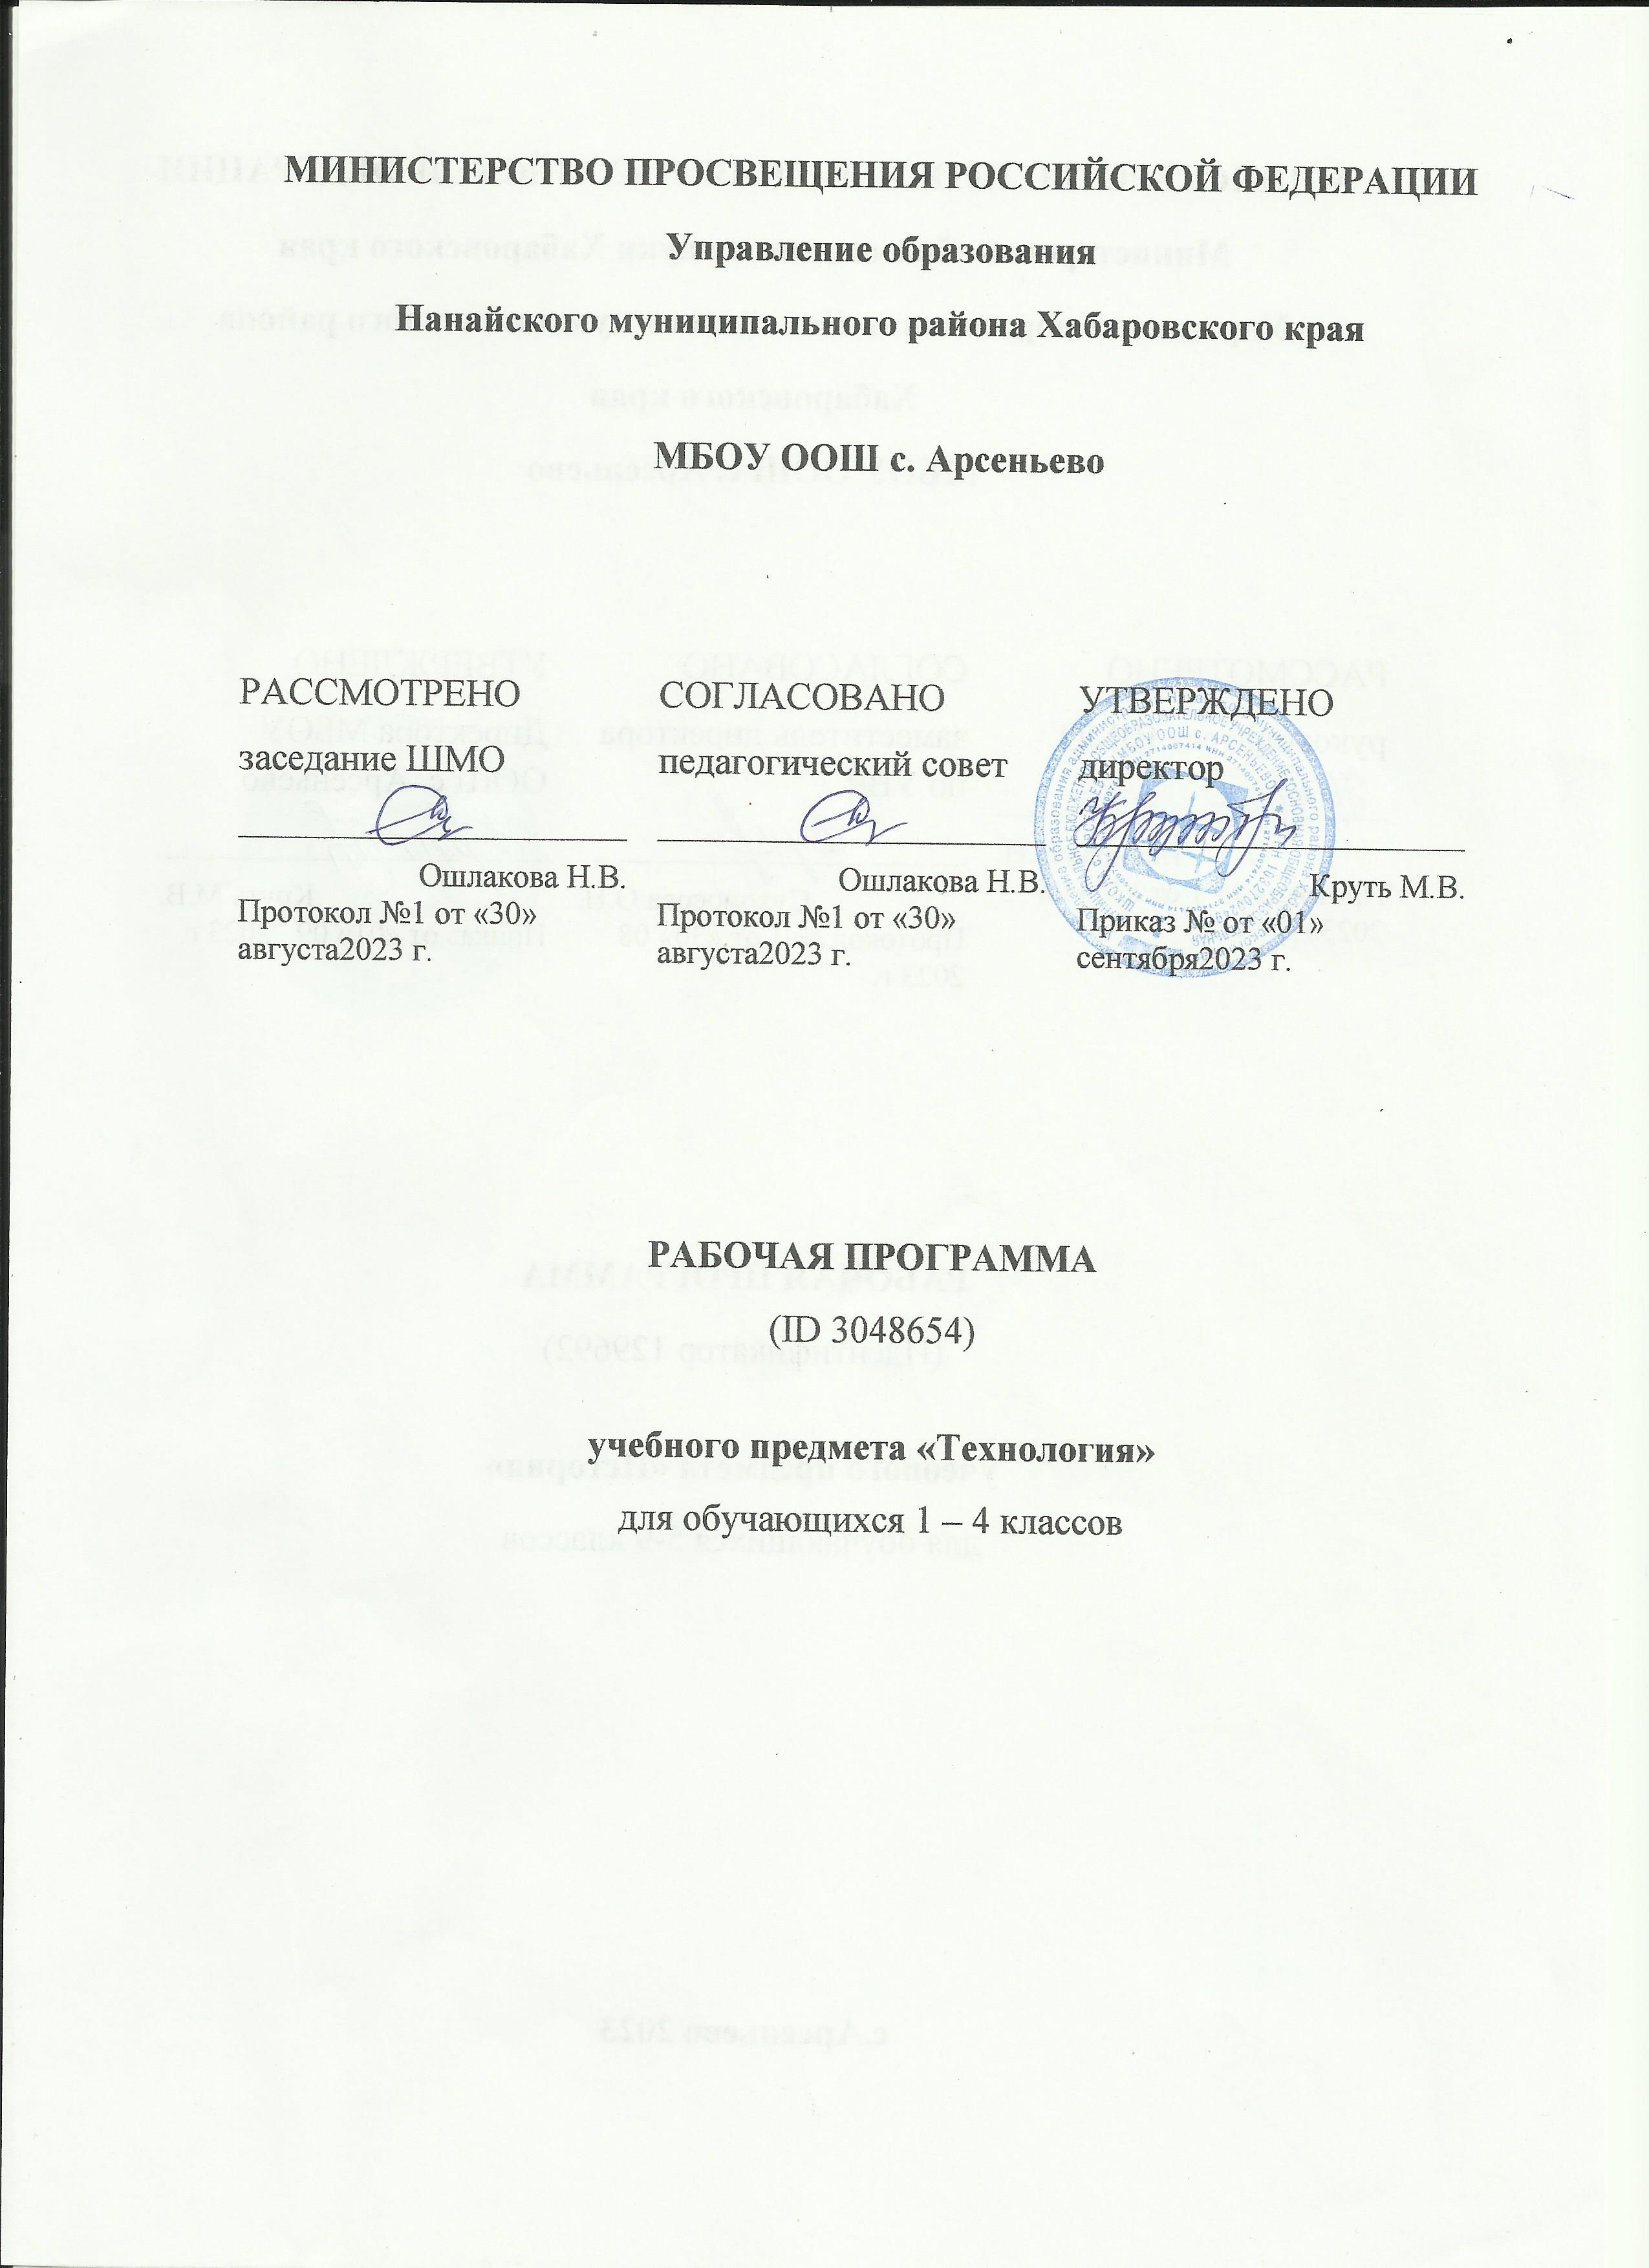 МИНИСТЕРСТВО ПРОСВЕЩЕНИЯ РОССИЙСКОЙ ФЕДЕРАЦИИ
Управление образования
Нанайского муниципального района Хабаровского края
МБОУ ООШ с. Арсеньево
РАССМОТРЕНО
заседание ШМО
Ошлакова Н.В.
Протокол №1 от «30»
августа2023 г.
СОГЛАСОВАНО
педагогический совет
Ошлакова Н.В.
Протокол №1 от «30»
августа2023 г.
УТВЕРЖДЕНО
директор
Круть М.В.
Приказ № от «01»
сентября2023 г.
РАБОЧАЯ ПРОГРАММА
(ID 3048654)
учебного предмета «Технология»
для обучающихся 1 – 4 классов